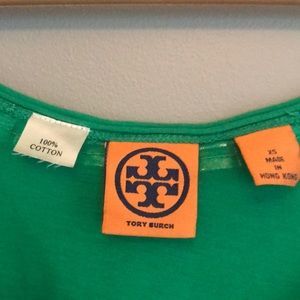 100%
COTTON
TORY BURCH
XS
MADE
IN
HONG KONG